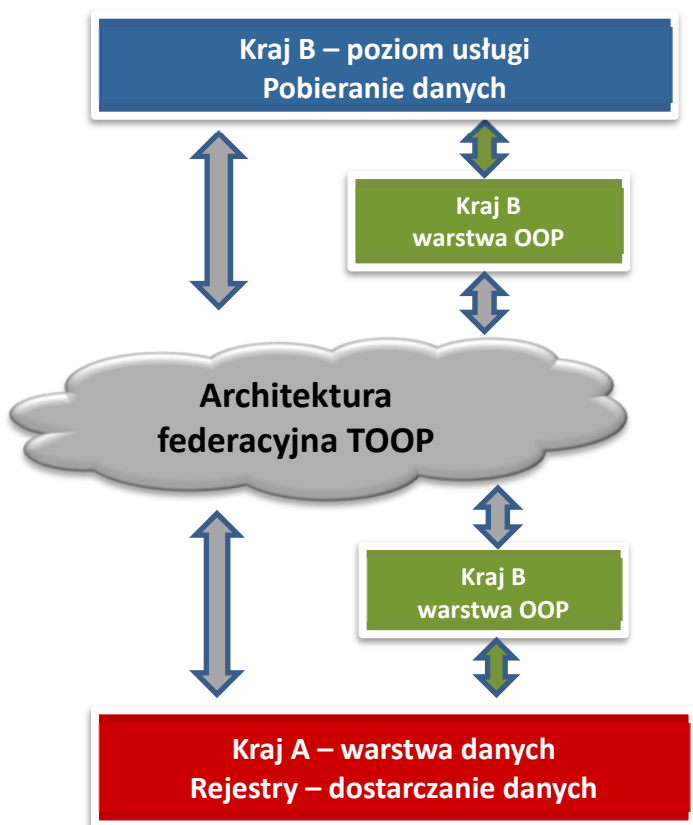 Kraj B – poziom usługi
Pobieranie danych
Kraj B
warstwa OOP
Architektura
federacyjna TOOP
Kraj B
warstwa OOP
Kraj A – warstwa danych
Rejestry – dostarczanie danych